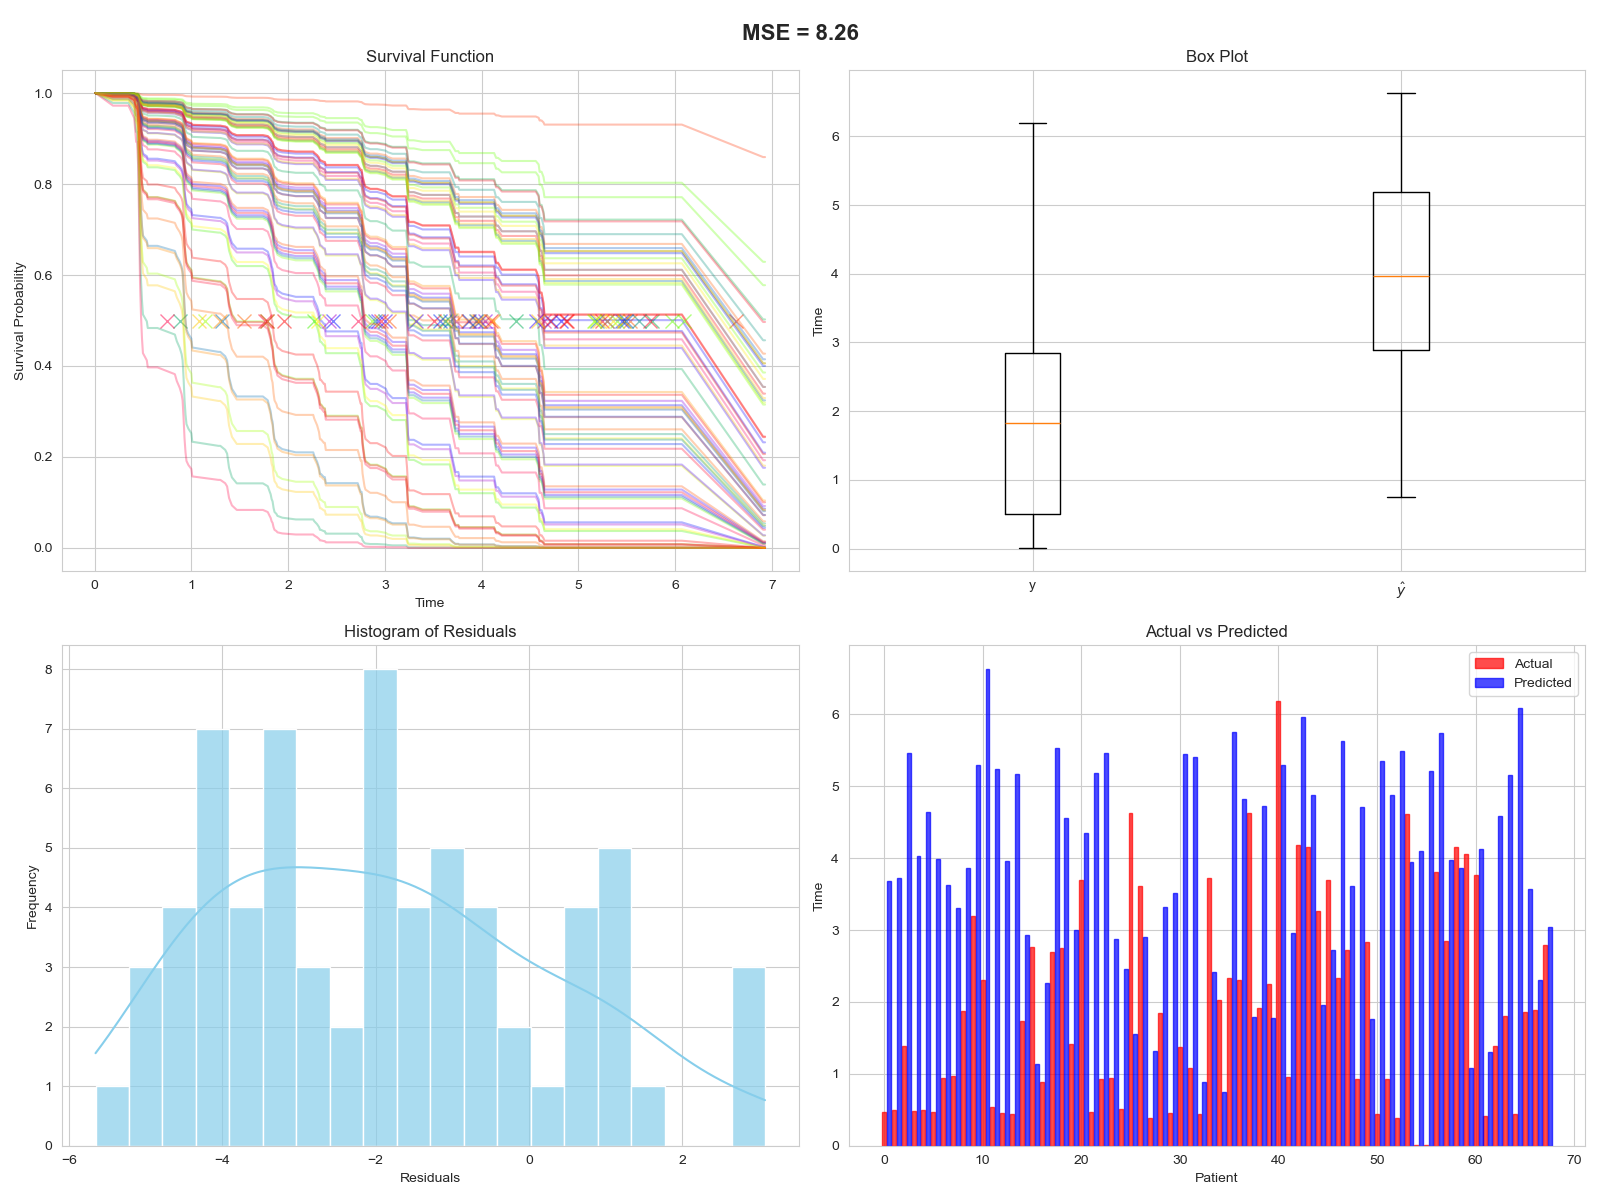 MSE = 8.26
Survival Function
1.0
0.8
0.6
0.4
0.2
0.0
Survival Probability
0 1 2 3 4 5 6 7
Time
Box Plot
6
5
4
3
2
1
0
Time
y ŷ
Histogram of Residuals
8
7
6
5
4
3
2
1
0
Frequency
−6 −4 −2 0 2
Residuals
Actual vs Predicted
Actual
Predicted
6
5
4
3
2
1
0
Time
0 10 20 30 40 50 60 70
Patient